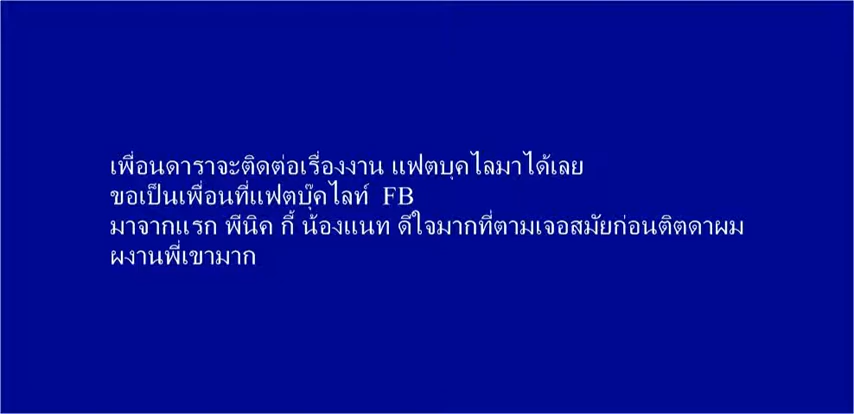 เพื่อนดาราจะติดต่อเรื่องงาน แฟตบุคไลมาได้เลย
ขอเป็นเพื่อนที่แฟตบุ๊คไลท์ FB
มาจากแรก พีนิค กี้ น้องแนท ดีใจมากที่ตามเจอสมัยก่อนติตดาผม
ผงานพี่เขามาก